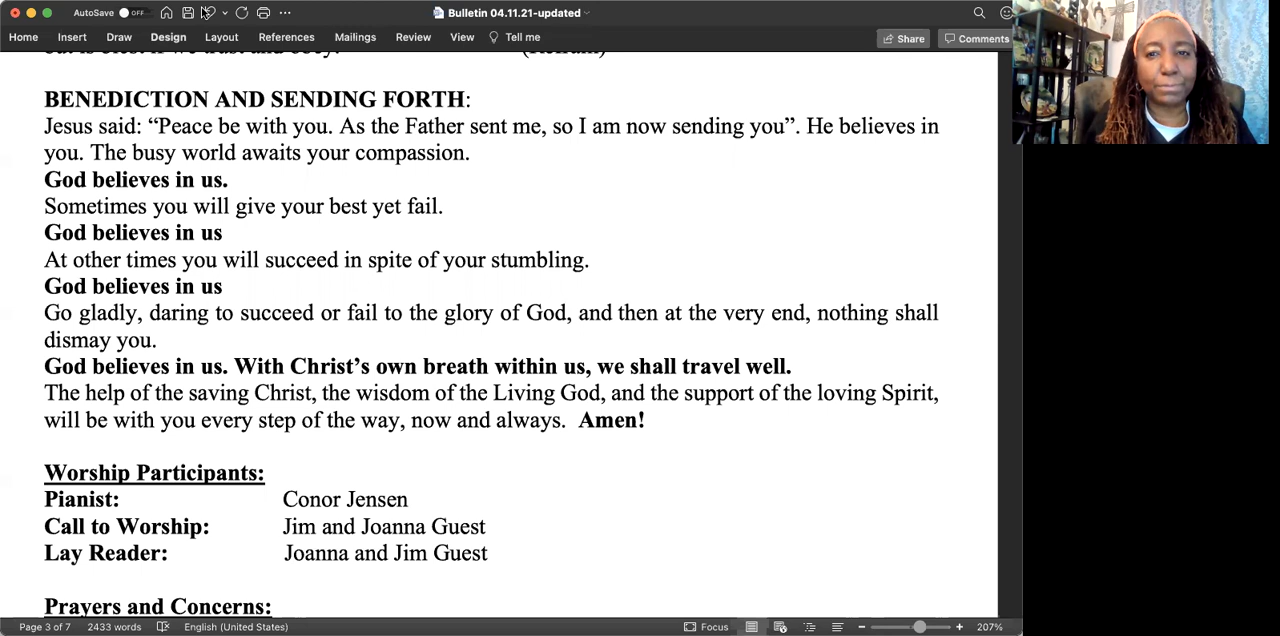 AutoSave OFF
Bulletin 04.11.21-updated
Home Insert Draw Design Layout References Mailings Review View Tell me
Share Comments
BENEDICTION AND SENDING FORTH:
Jesus said: “Peace be with you. As the Father sent me, so I am now sending you”. He believes in
you. The busy world awaits your compassion.
God believes in us.
Sometimes you will give your best yet fail.
God believes in us
At other times you will succeed in spite of your stumbling.
God believes in us
Go gladly, daring to succeed or fail to the glory of God, and then at the very end, nothing shall
dismay you.
God believes in us. With Christ’s own breath within us, we shall travel well.
The help of the saving Christ, the wisdom of the Living God, and the support of the loving Spirit,
will be with you every step of the way, now and always. Amen!
Worship Participants:
Pianist: Conor Jensen
Call to Worship: Jim and Joanna Guest
Lay Reader: Joanna and Jim Guest
Prayers and Concerns:
Page 3 of 7 2433 words English (United States) Focus 207%